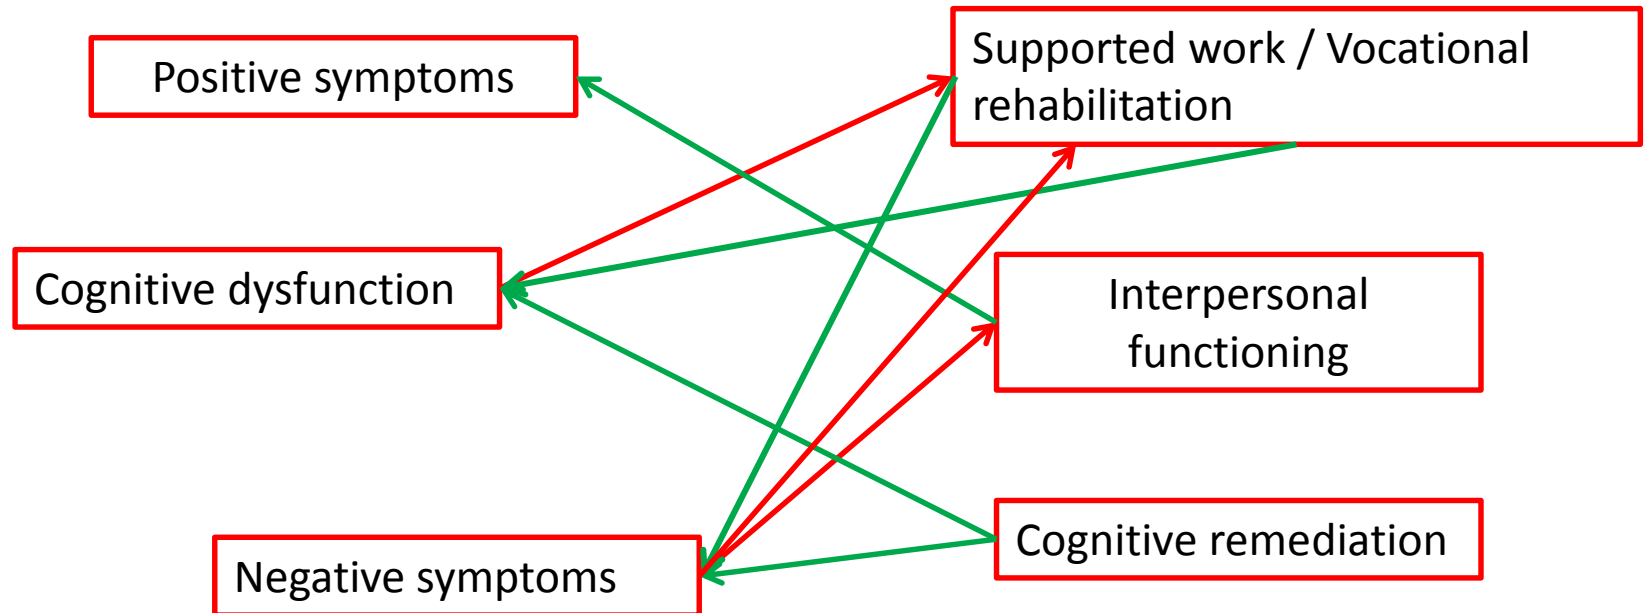 Positive symptoms
Supported work / Vocational
rehabilitation
Cognitive dysfunction
Interpersonal
functioning
Negative symptoms
Cognitive remediation